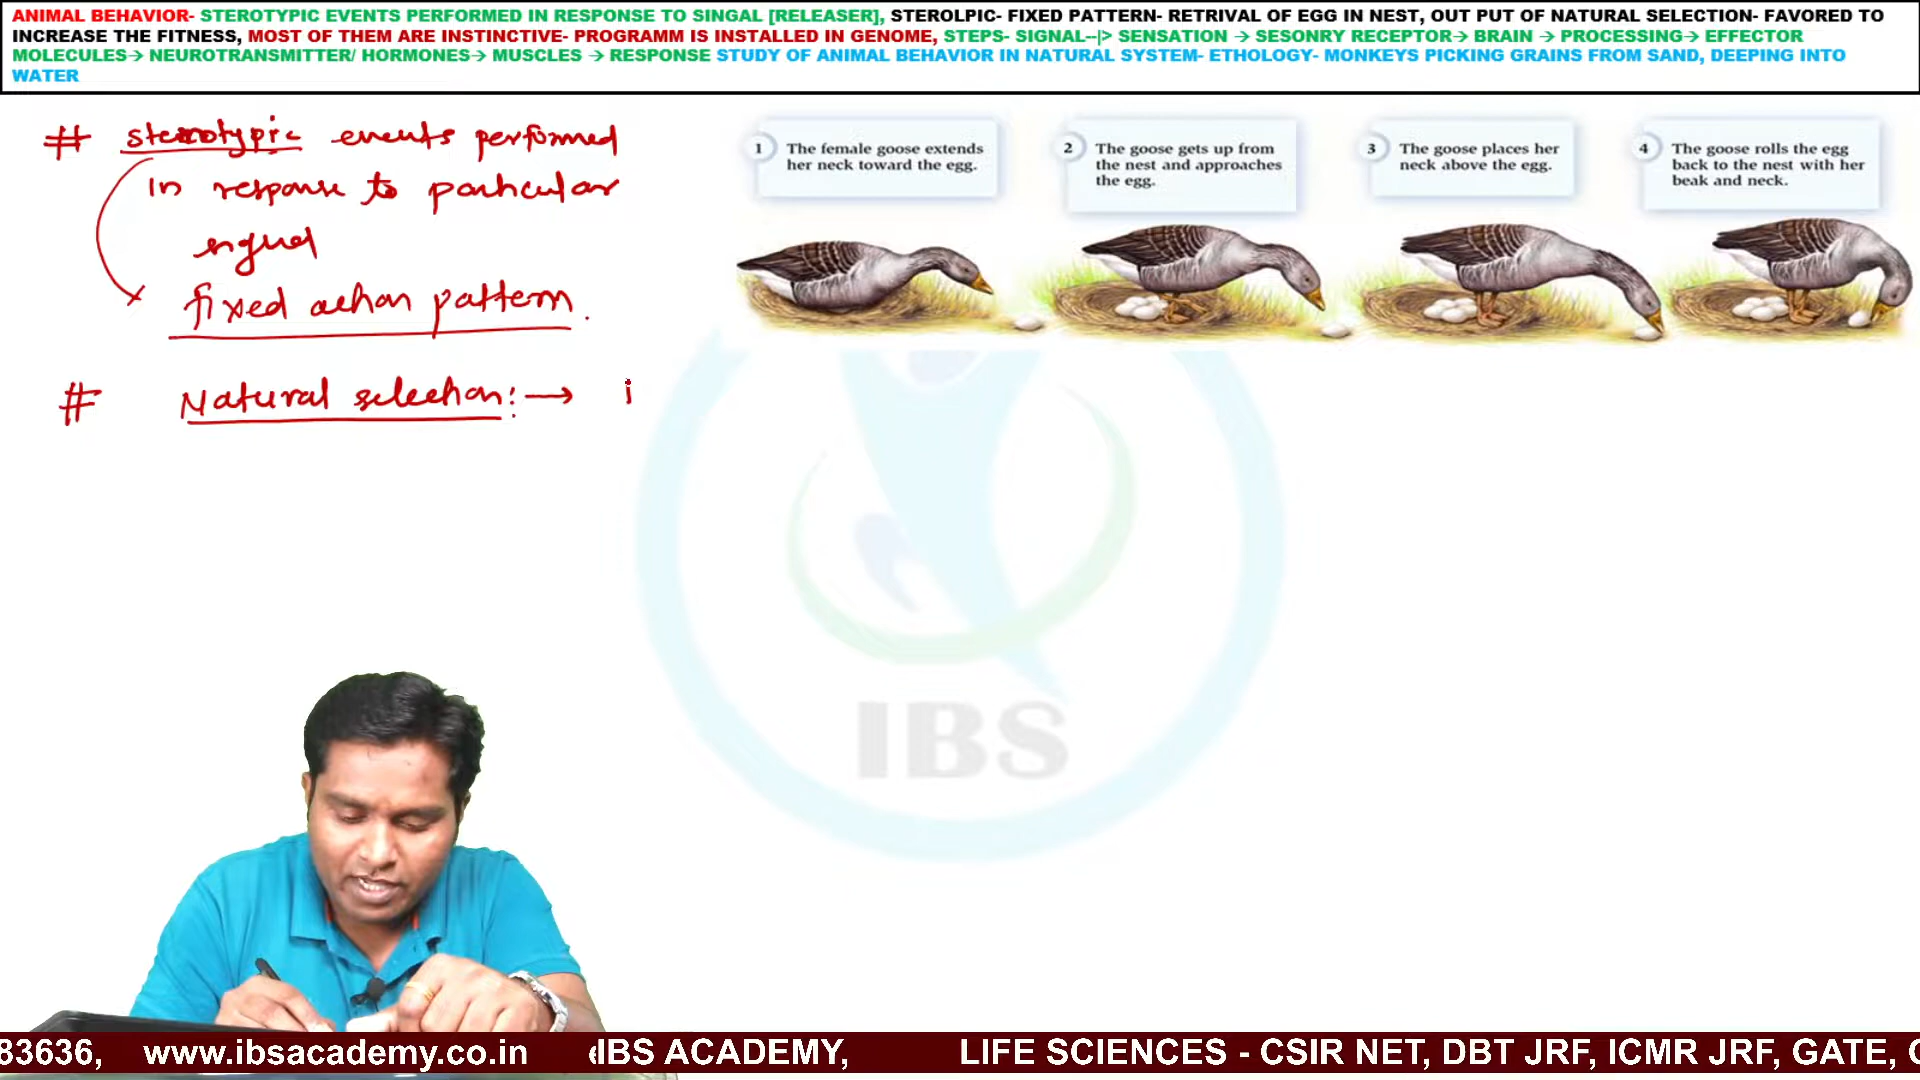 ANIMAL BEHAVIOR- STEROTYPIC EVENTS PERFORMED IN RESPONSE TO SINGAL [RELEASER], STEROLPIC- FIXED PATTERN- RETRIVAL OF EGG IN NEST, OUT PUT OF NATURAL SELECTION- FAVORED TO
INCREASE THE FITNESS, MOST OF THEM ARE INSTINCTIVE- PROGRAMM IS INSTALLED IN GENOME, STEPS- SIGNAL--|> SENSATION → SESONRY RECEPTOR→ BRAIN → PROCESSING→ EFFECTOR
MOLECULES→ NEUROTRANSMITTER/ HORMONES→ MUSCLES → RESPONSE STUDY OF ANIMAL BEHAVIOR IN NATURAL SYSTEM- ETHOLOGY- MONKEYS PICKING GRAINS FROM SAND, DEEPING INTO
WATER
# sterotypic events performed
in response to particular
signal
fixed action pattern.
# Natural selection:→ i
1 The female goose extends
her neck toward the egg.
2 The goose gets up from
the nest and approaches
the egg.
3 The goose places her
neck above the egg.
4 The goose rolls the egg
back to the nest with her
beak and neck.
IBS
83636, www.ibsacademy.co.in IBS ACADEMY, LIFE SCIENCES - CSIR NET, DBT JRF, ICMR JRF, GATE,